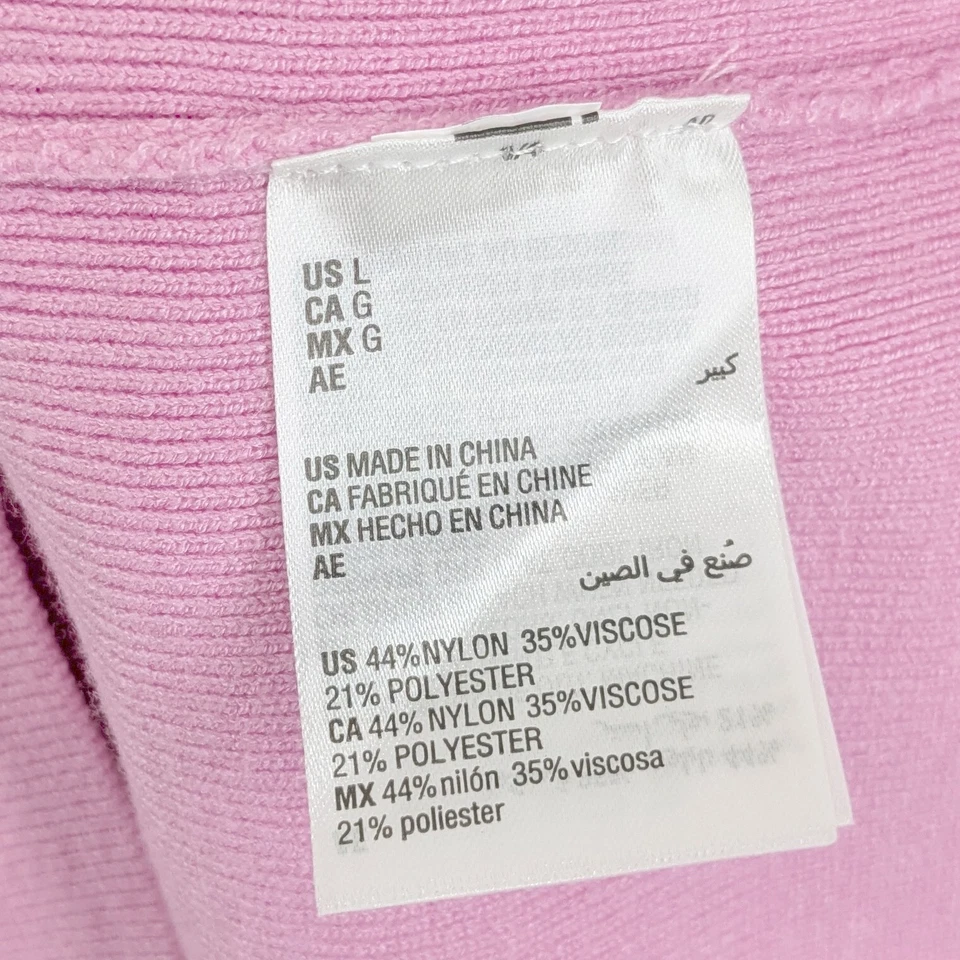 US L
CA G
MX G
AE
كبير
US MADE IN CHINA
CA FABRIQUÉ EN CHINE
MX HECHO EN CHINA
AE
صُنع في الصين
US 44%NYLON 35%VISCOSE
21% POLYESTER
CA 44% NYLON 35%VISCOSE
21% POLYESTER
MX 44%nilón 35%viscosa
21% poliester